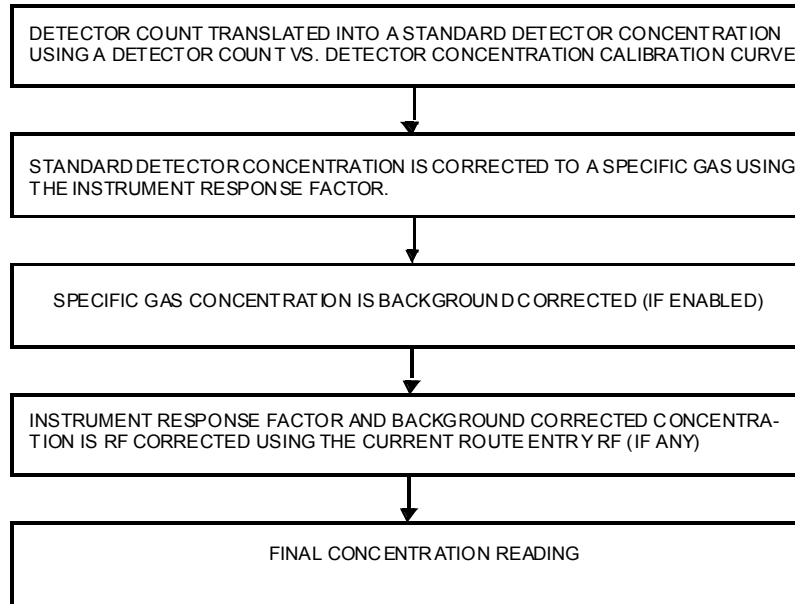 DETECTOR COUNT TRANSLATED INTO A STANDARD DETECTOR CONCENTRATION
USING A DETECTOR COUNT VS. DETECTOR CONCENTRATION CALIBRATION CURVE
STANDARD DETECTOR CONCENTRATION IS CORRECTED TO A SPECIFIC GAS USING
THE INSTRUMENT RESPONSE FACTOR.
SPECIFIC GAS CONCENTRATION IS BACKGROUND CORRECTED (IF ENABLED)
INSTRUMENT RESPONSE FACTOR AND BACKGROUND CORRECTED CONCENTRA-
TION IS RF CORRECTED USING THE CURRENT ROUTE ENTRY RF (IF ANY)
FINAL CONCENTRATION READING